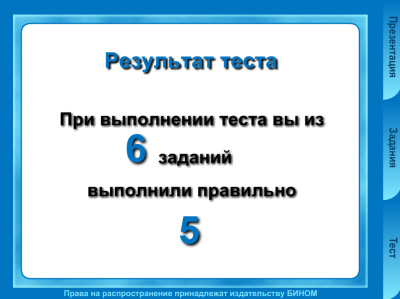 Результат теста
При выполнении теста вы из
6 заданий
выполнили правильно
5
Презентация
Задания
Тест
Права на распространение принадлежат издательству БИНОМ